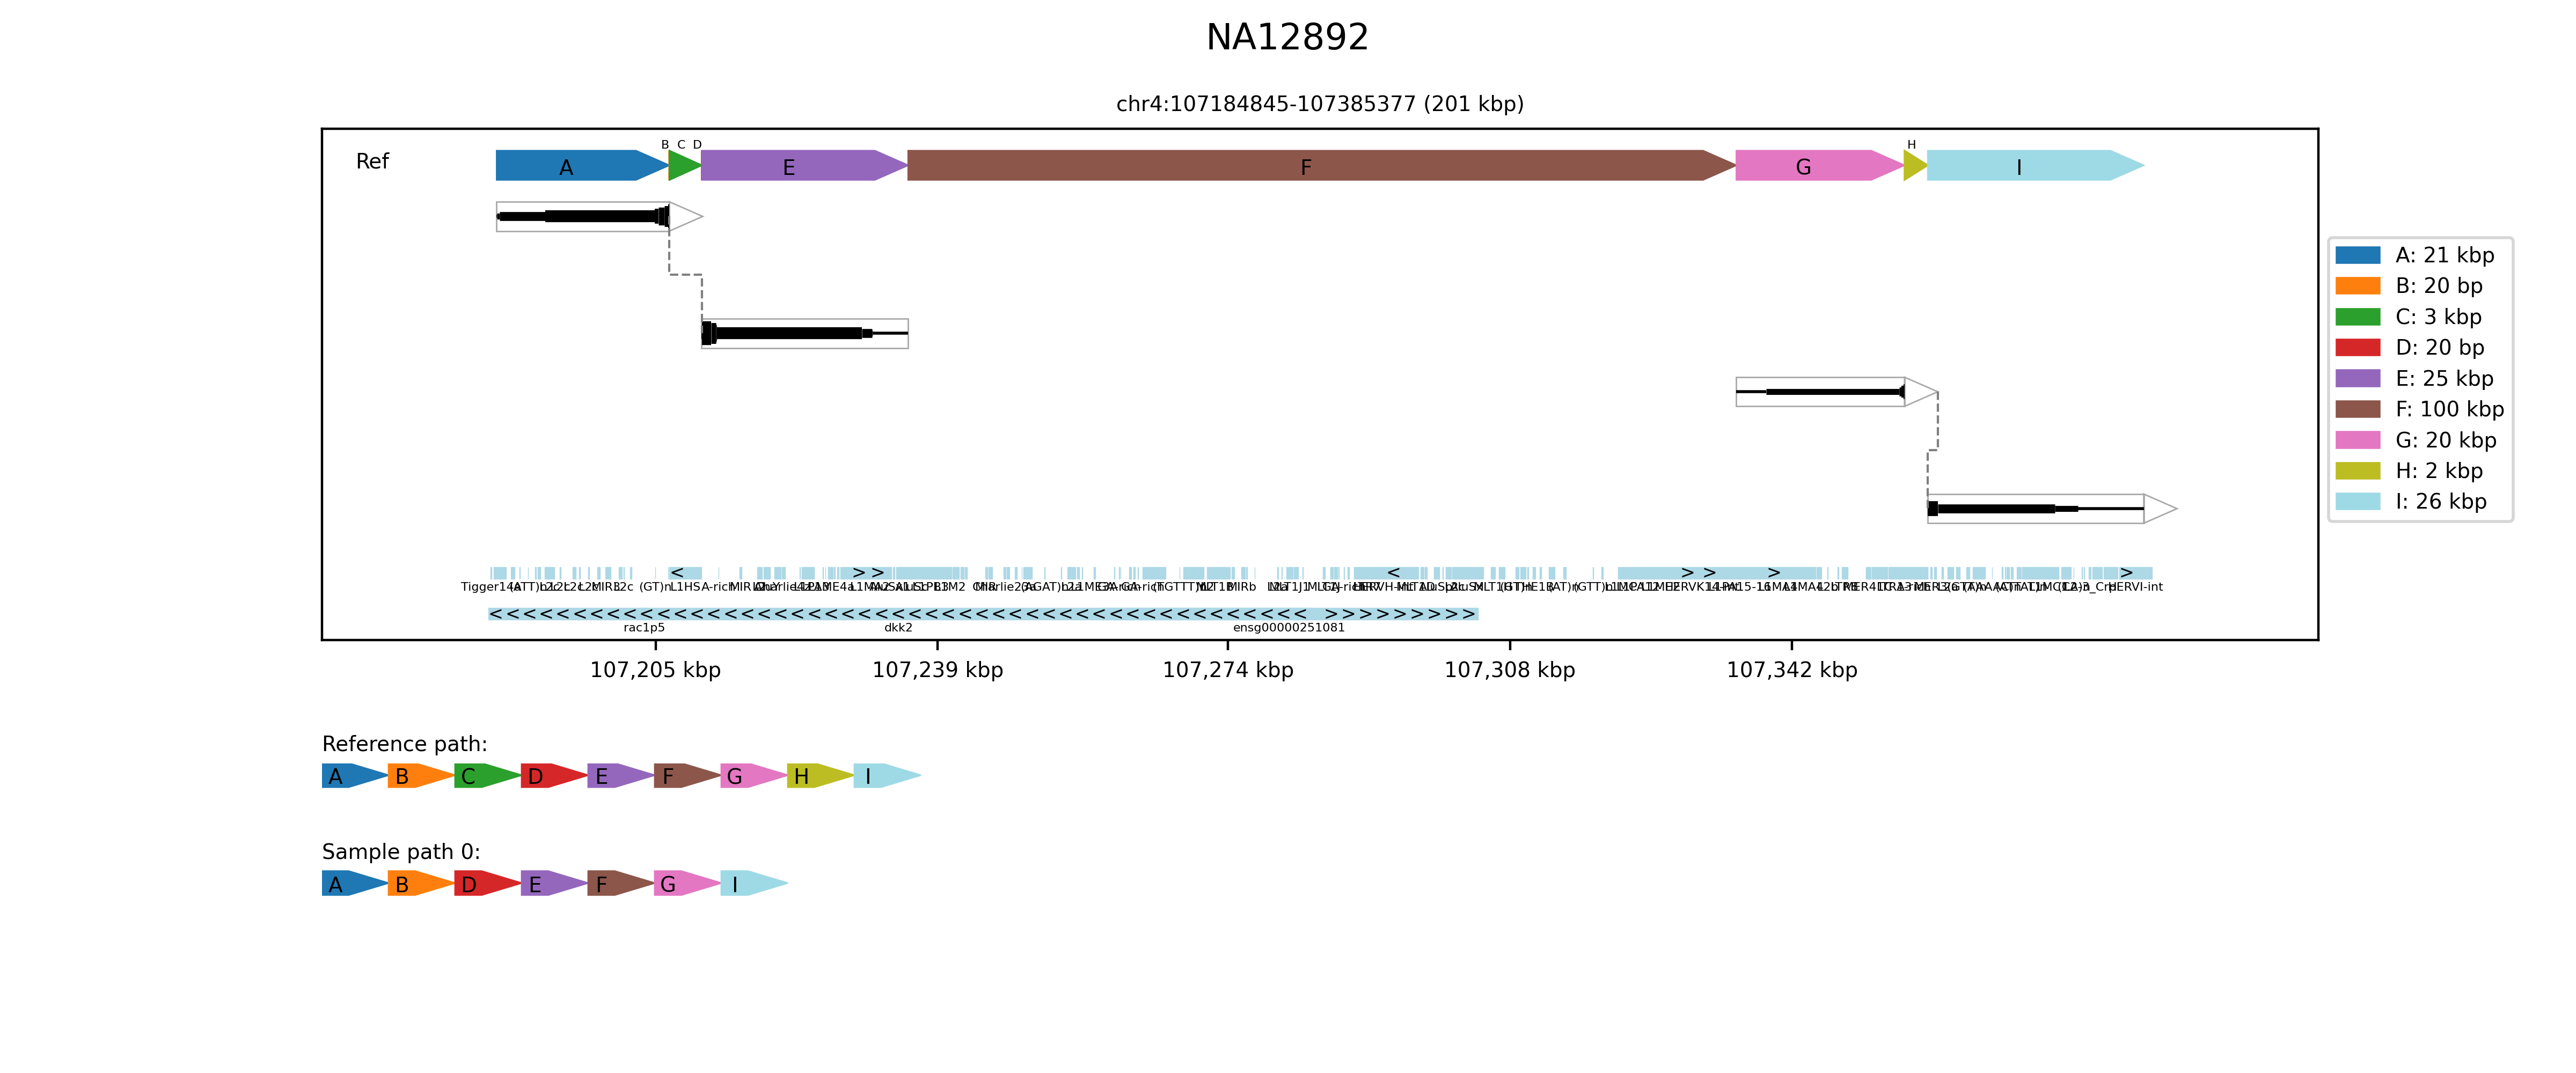 NA12892
chr4:107184845-107385377 (201 kbp)
Ref
B C D
H
A
E
F
G
I
A: 21 kbp
B: 20 bp
C: 3 kbp
D: 20 bp
E: 25 kbp
F: 100 kbp
G: 20 kbp
H: 2 kbp
I: 26 kbp
rac1p5 dkk2 ensg00000251081
107,205 kbp 107,239 kbp 107,274 kbp 107,308 kbp 107,342 kbp
Reference path:
A B C D E F G H I
Sample path 0:
A B D E F G I